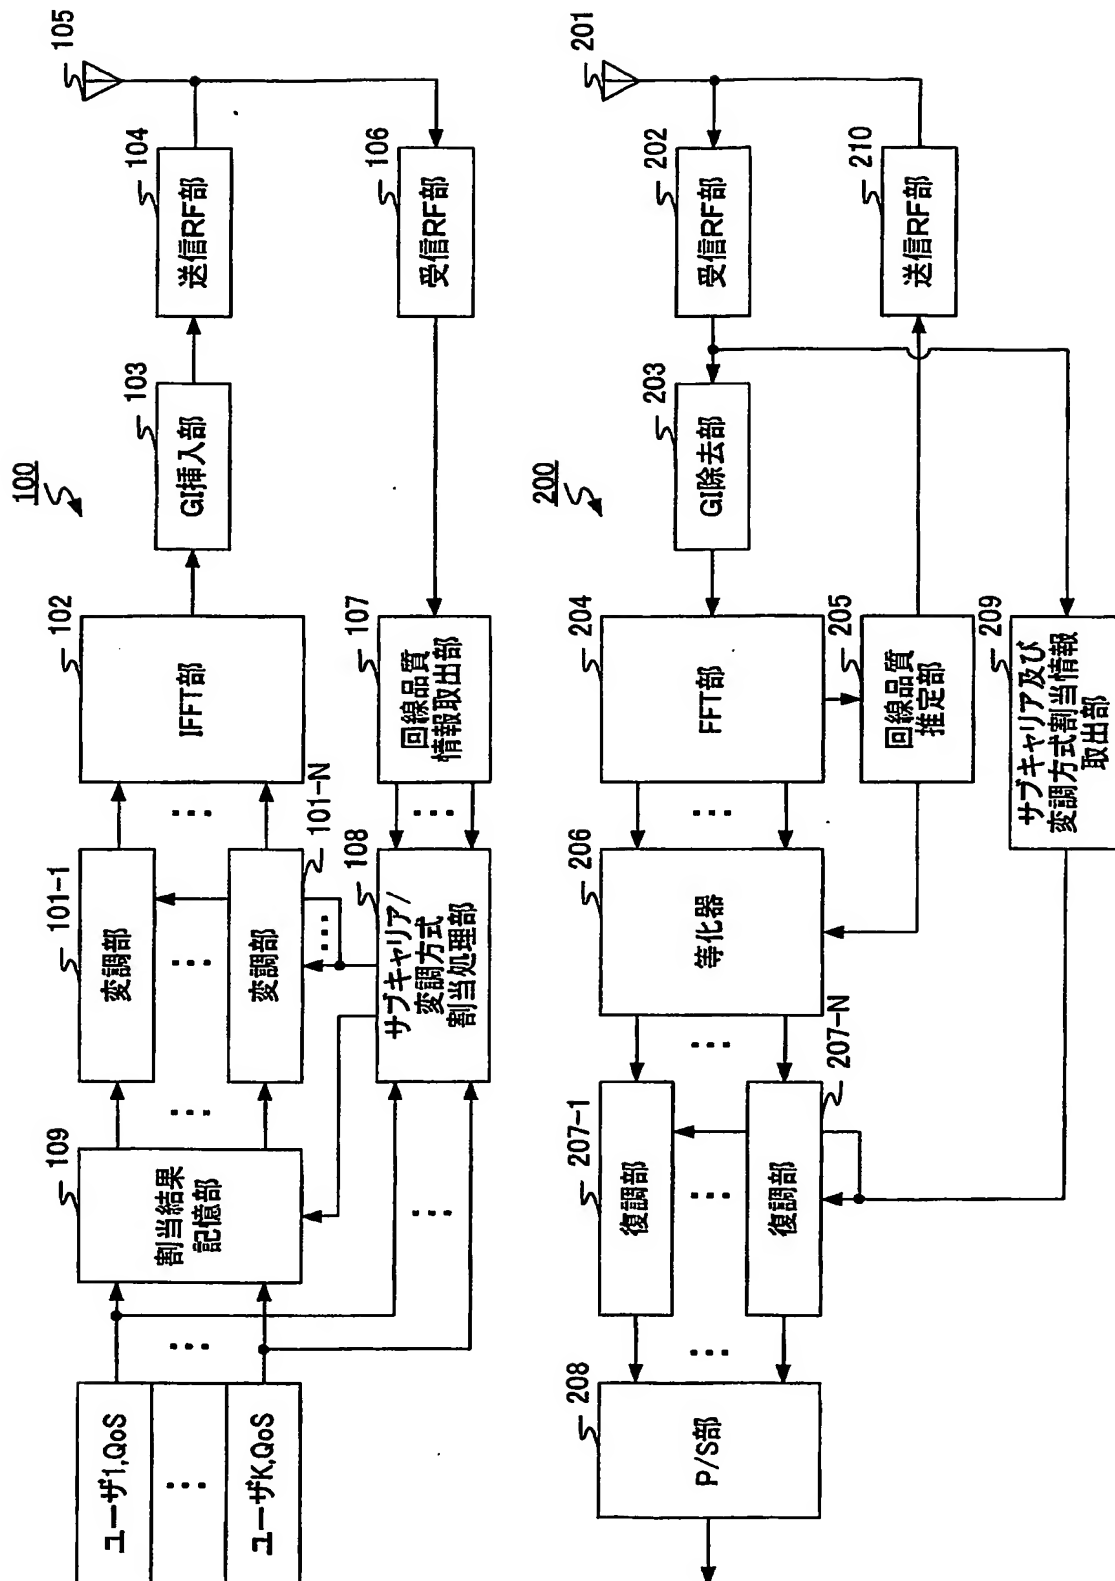 100
ユーザ1,QoS
ユーザK,QoS
109
割当結果
記憶部
101-1
変調部
101-N
変調部
102
IFFT部
103
GI挿入部
104
送信RF部
105
106
受信RF部
107
回線品質
情報取出部
108
サブキャリア/
変調方式
割当処理部
200
201
202
受信RF部
203
GI除去部
204
FFT部
205
回線品質
推定部
206
等化器
207-1
復調部
207-N
復調部
208
P/S部
209
サブキャリア及び
変調方式割当情報
取出部
210
送信RF部